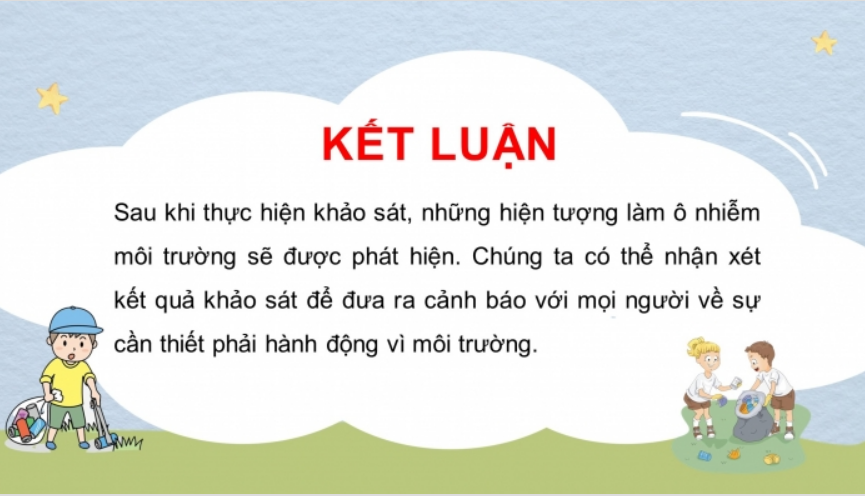 KẾT LUẬN
Sau khi thực hiện khảo sát, những hiện tượng làm ô nhiễm
môi trường sẽ được phát hiện. Chúng ta có thể nhận xét
kết quả khảo sát để đưa ra cảnh báo với mọi người về sự
cần thiết phải hành động vì môi trường.